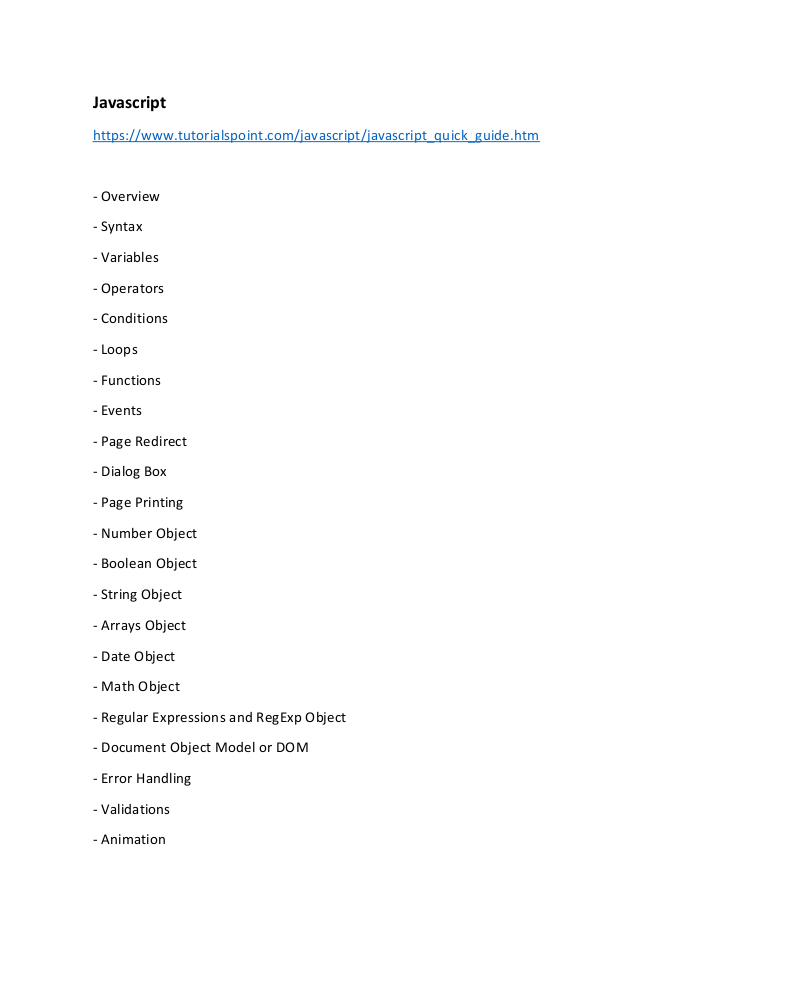 Javascript
https://www.tutorialspoint.com/javascript/javascript_quick_guide.htm
- Overview
- Syntax
- Variables
- Operators
- Conditions
- Loops
- Functions
- Events
- Page Redirect
- Dialog Box
- Page Printing
- Number Object
- Boolean Object
- String Object
- Arrays Object
- Date Object
- Math Object
- Regular Expressions and RegExp Object
- Document Object Model or DOM
- Error Handling
- Validations
- Animation